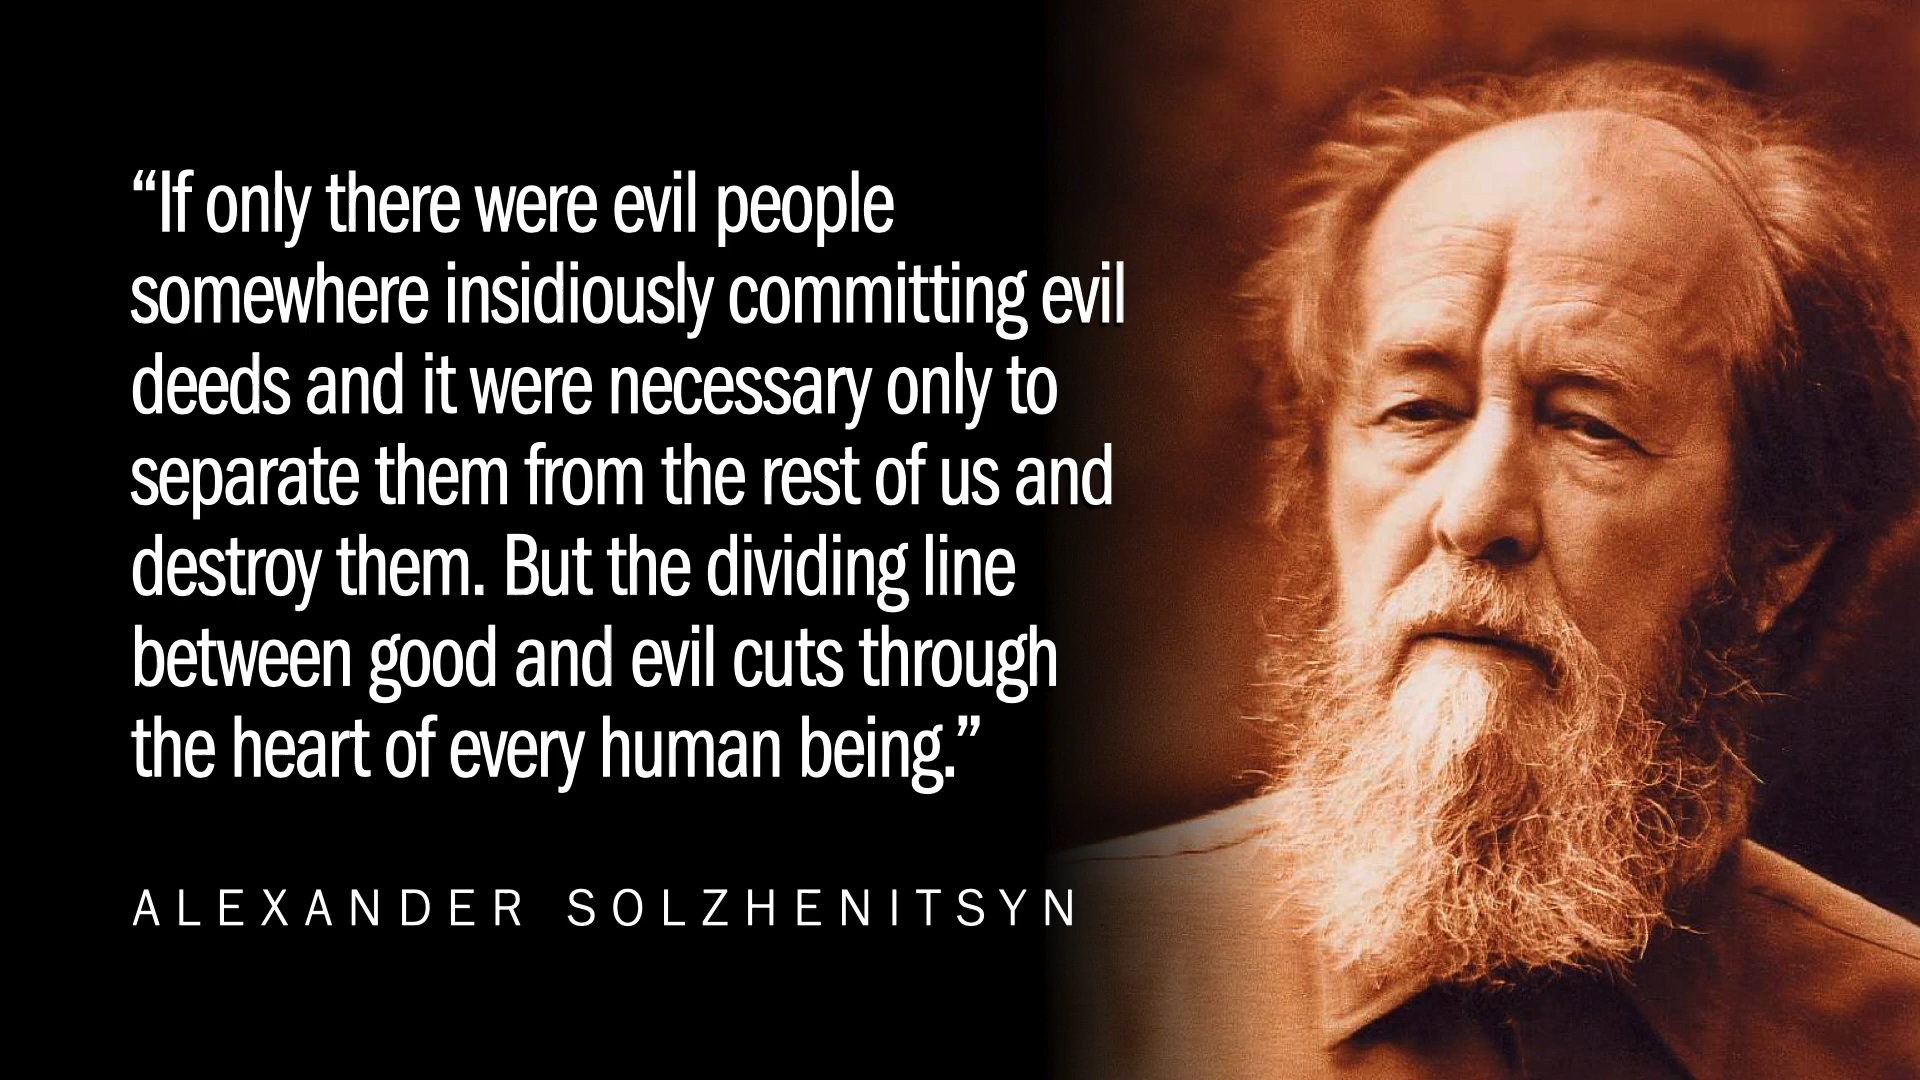 “If only there were evil people
somewhere insidiously committing evil
deeds and it were necessary only to
separate them from the rest of us and
destroy them. But the dividing line
between good and evil cuts through
the heart of every human being.”
ALEXANDER SOLZHENITSYN